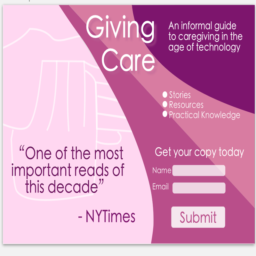 Giving
Care
An informal guide
to caregiving in the
age of technology
Stories
Resources
Practical Knowledge
“One of the most
important reads of
this decade”
- NYTimes
Get your copy today
Name
Email
Submit